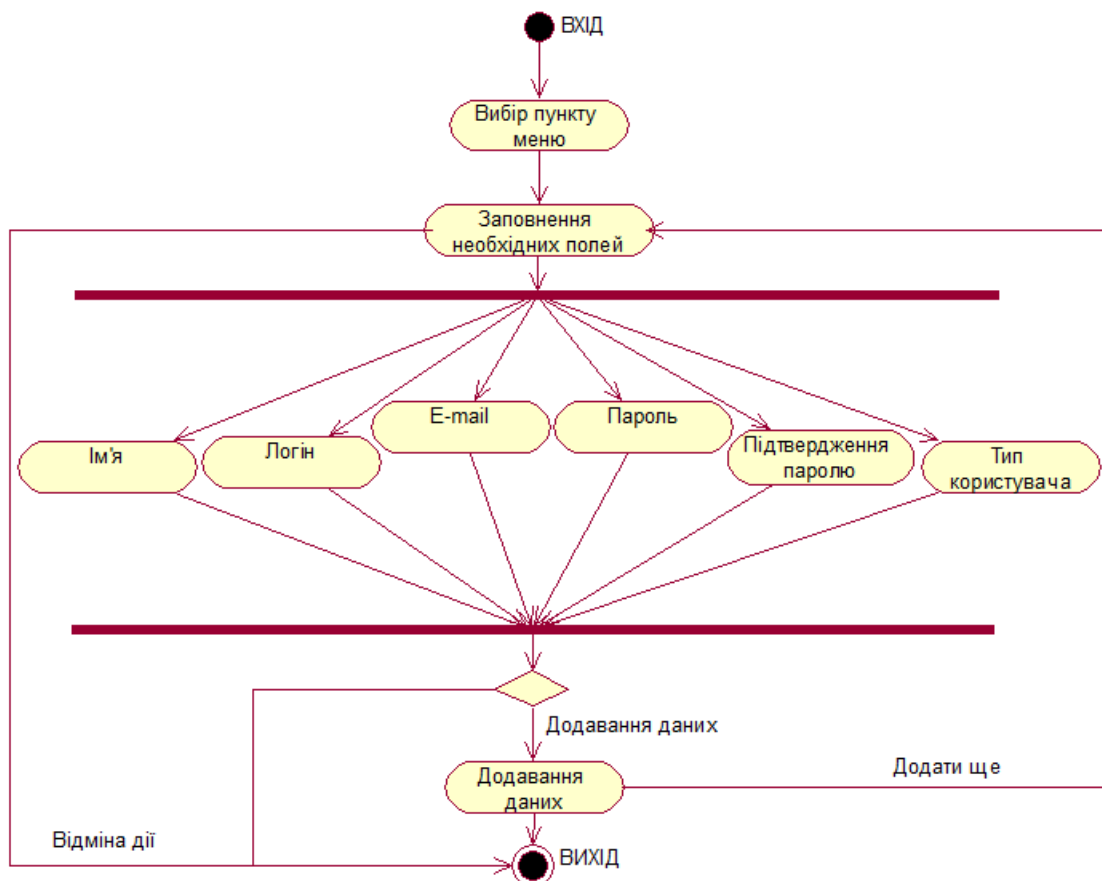 ВХІД
Вибір пункту
меню
Заповнення
необхідних полей
E-mail
Пароль
Ім'я
Логін
Підтвердження
паролю
Тип
користувача
Додавання даних
Додавання
даних
Додати ще
Відміна дії
ВИХІД